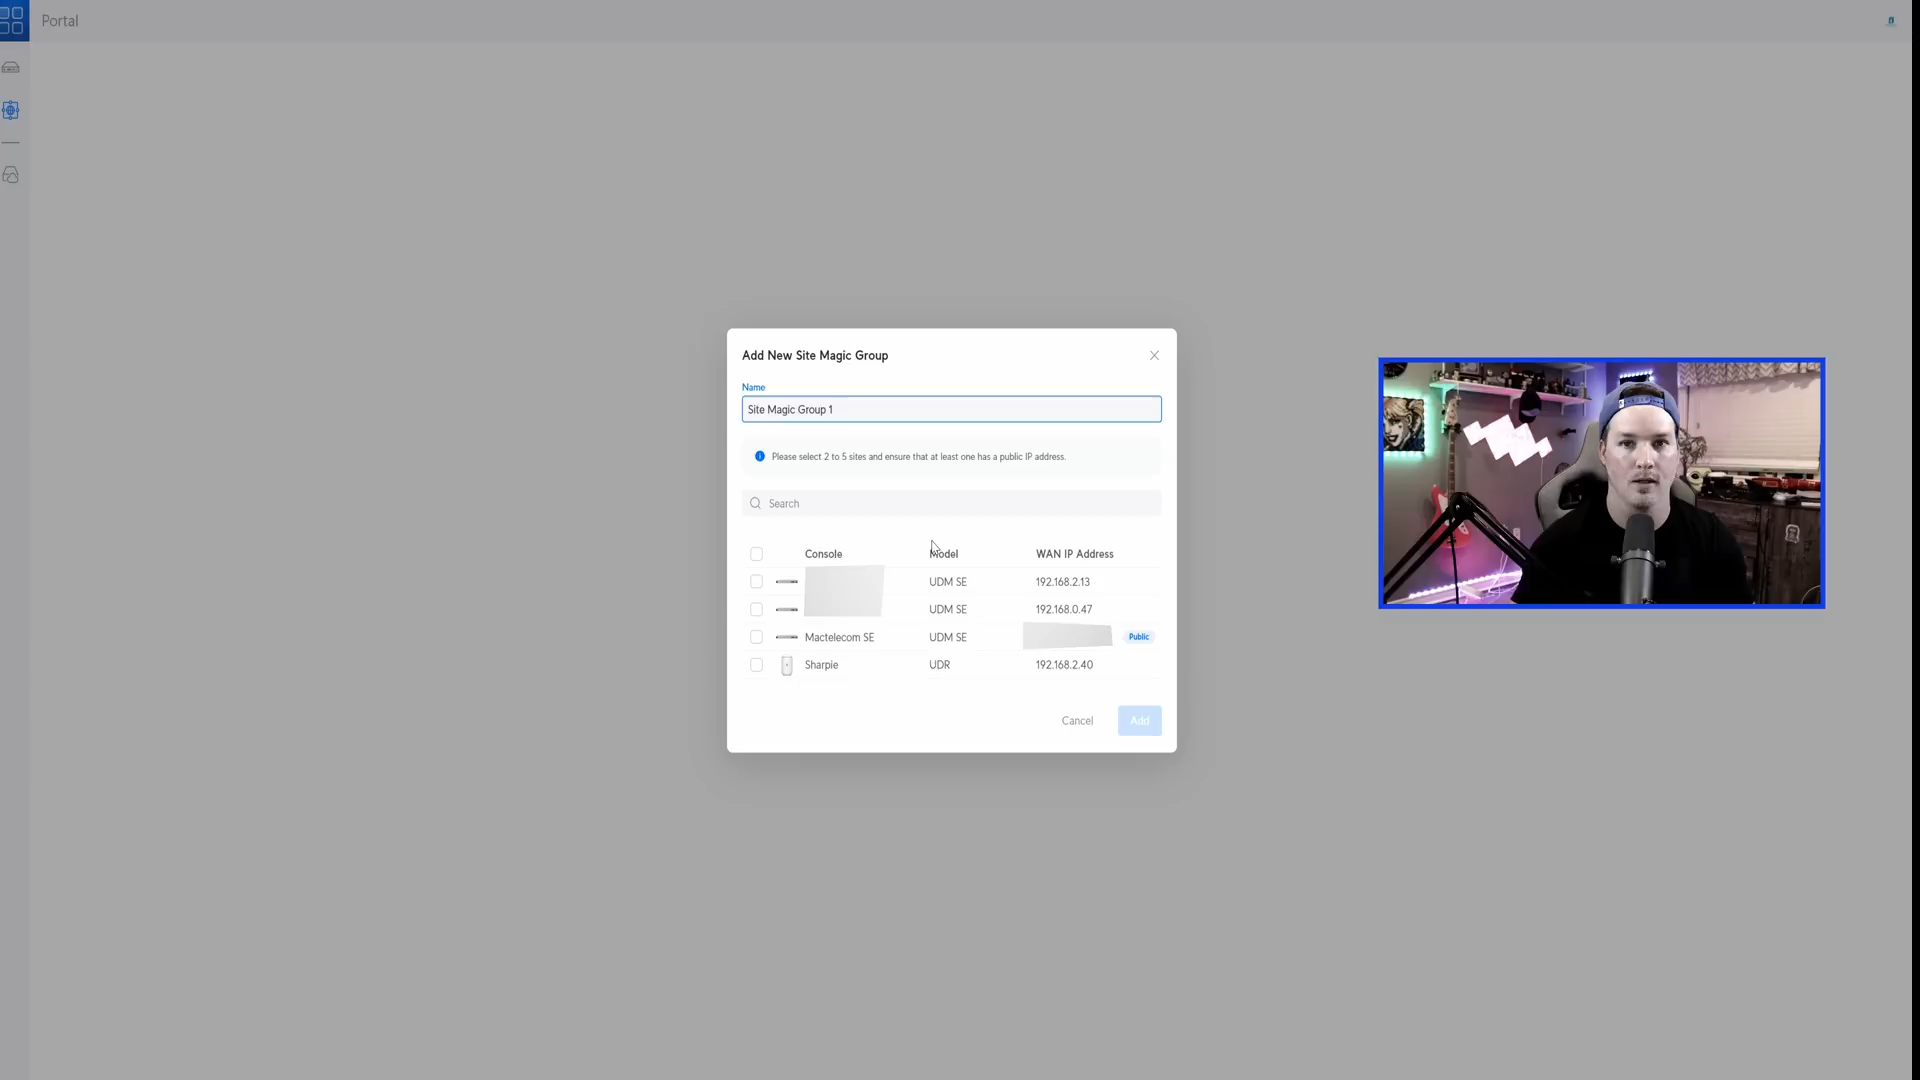 Portal
Add New Site Magic Group
Name
Site Magic Group 1
Please select 2 to 5 sites and ensure that at least one has a public IP address.
Search
Console Model WAN IP Address
UDM SE 192.168.2.13
UDM SE 192.168.0.47
Mactelecom SE UDM SE Public
Sharpie UDR 192.168.2.40
Cancel Add